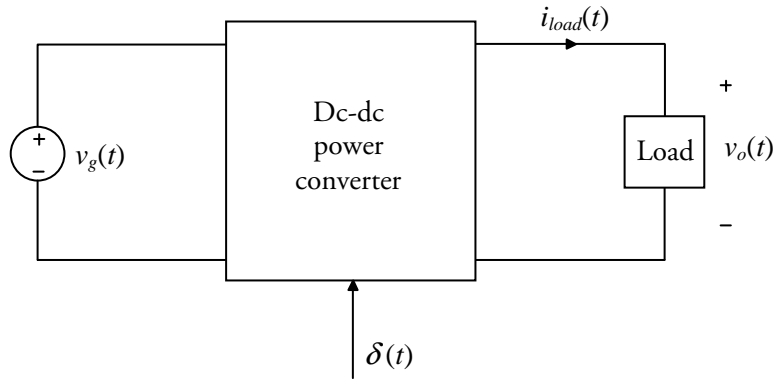 i_load(t)
+
Dc-dc
power
converter
+
v_g(t)
−
Load
v_o(t)
−
δ(t)